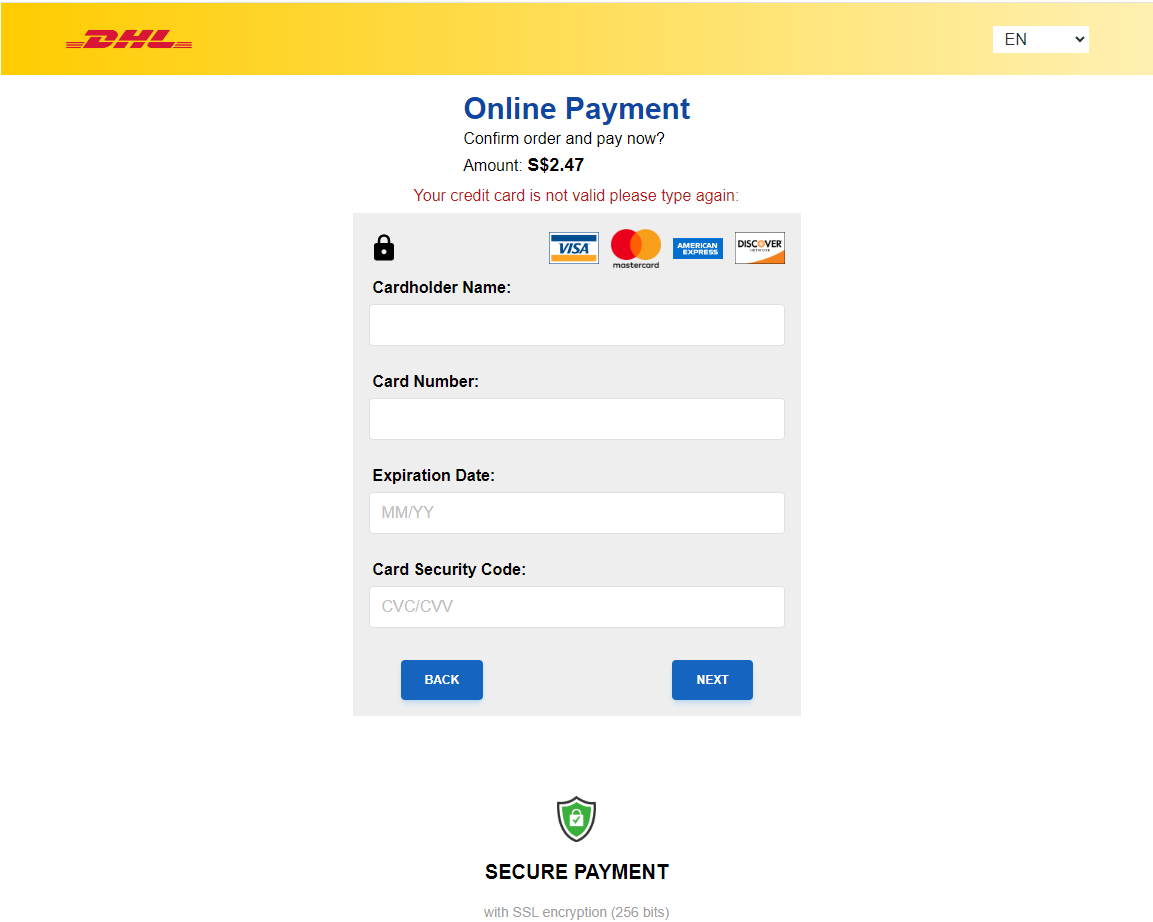 DHL
EN
Online Payment
Confirm order and pay now?
Amount: S$2.47
Your credit card is not valid please type again:
VISA
mastercard
AMERICAN
EXPRESS
DISCOVER
NETWORK
Cardholder Name:
Card Number:
Expiration Date:
MM/YY
Card Security Code:
CVC/CVV
BACK
NEXT
SECURE PAYMENT
with SSL encryption (256 bits)